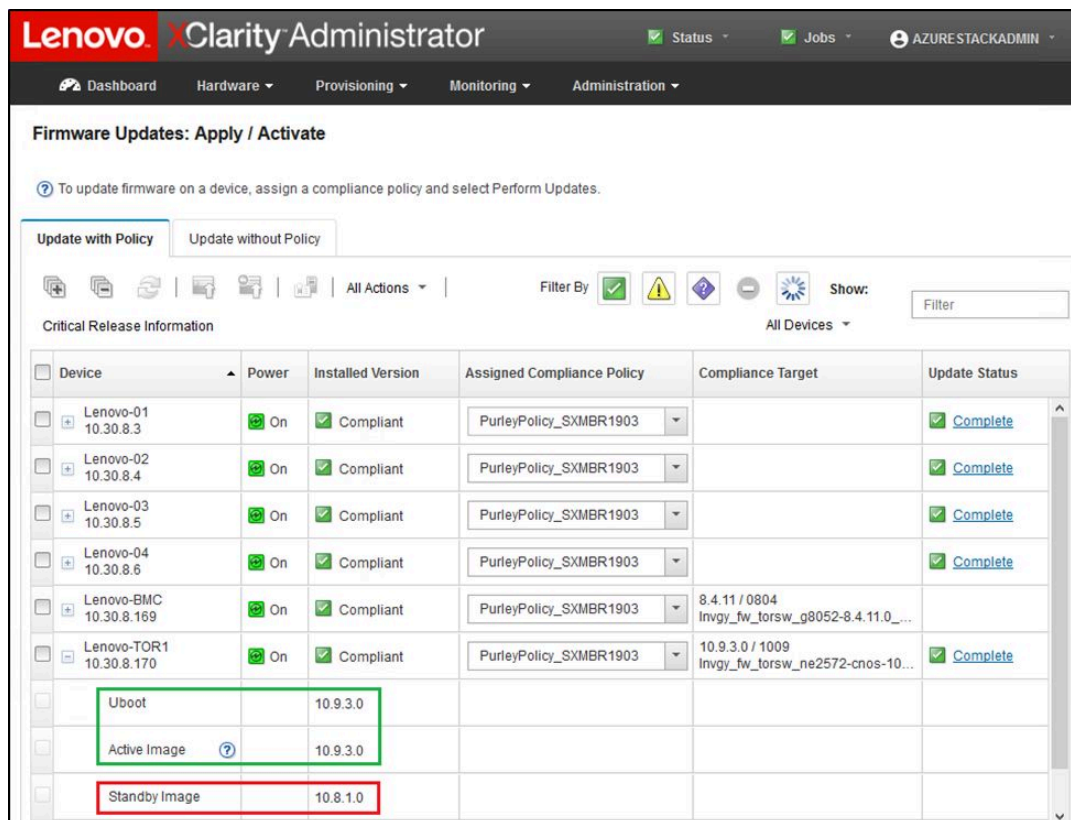 Lenovo. XClarity Administrator Status Jobs AZURESTACKADMIN
Dashboard Hardware Provisioning Monitoring Administration
Firmware Updates: Apply / Activate
? To update firmware on a device, assign a compliance policy and select Perform Updates.
Update with Policy Update without Policy
All Actions Filter By Show: Filter
Critical Release Information All Devices
Device Power Installed Version Assigned Compliance Policy Compliance Target Update Status
Lenovo-01
10.30.8.3 On Compliant PurleyPolicy_SXMBR1903 Complete
Lenovo-02
10.30.8.4 On Compliant PurleyPolicy_SXMBR1903 Complete
Lenovo-03
10.30.8.5 On Compliant PurleyPolicy_SXMBR1903 Complete
Lenovo-04
10.30.8.6 On Compliant PurleyPolicy_SXMBR1903 Complete
Lenovo-BMC On Compliant PurleyPolicy_SXMBR1903 8.4.11 / 0804
10.30.8.169 lnvgy_fw_torsw_g8052-8.4.11.0_...
Lenovo-TOR1 On Compliant PurleyPolicy_SXMBR1903 10.9.3.0 / 1009 Complete
10.30.8.170 lnvgy_fw_torsw_ne2572-cnos-10...
Uboot 10.9.3.0
Active Image ? 10.9.3.0
Standby Image 10.8.1.0